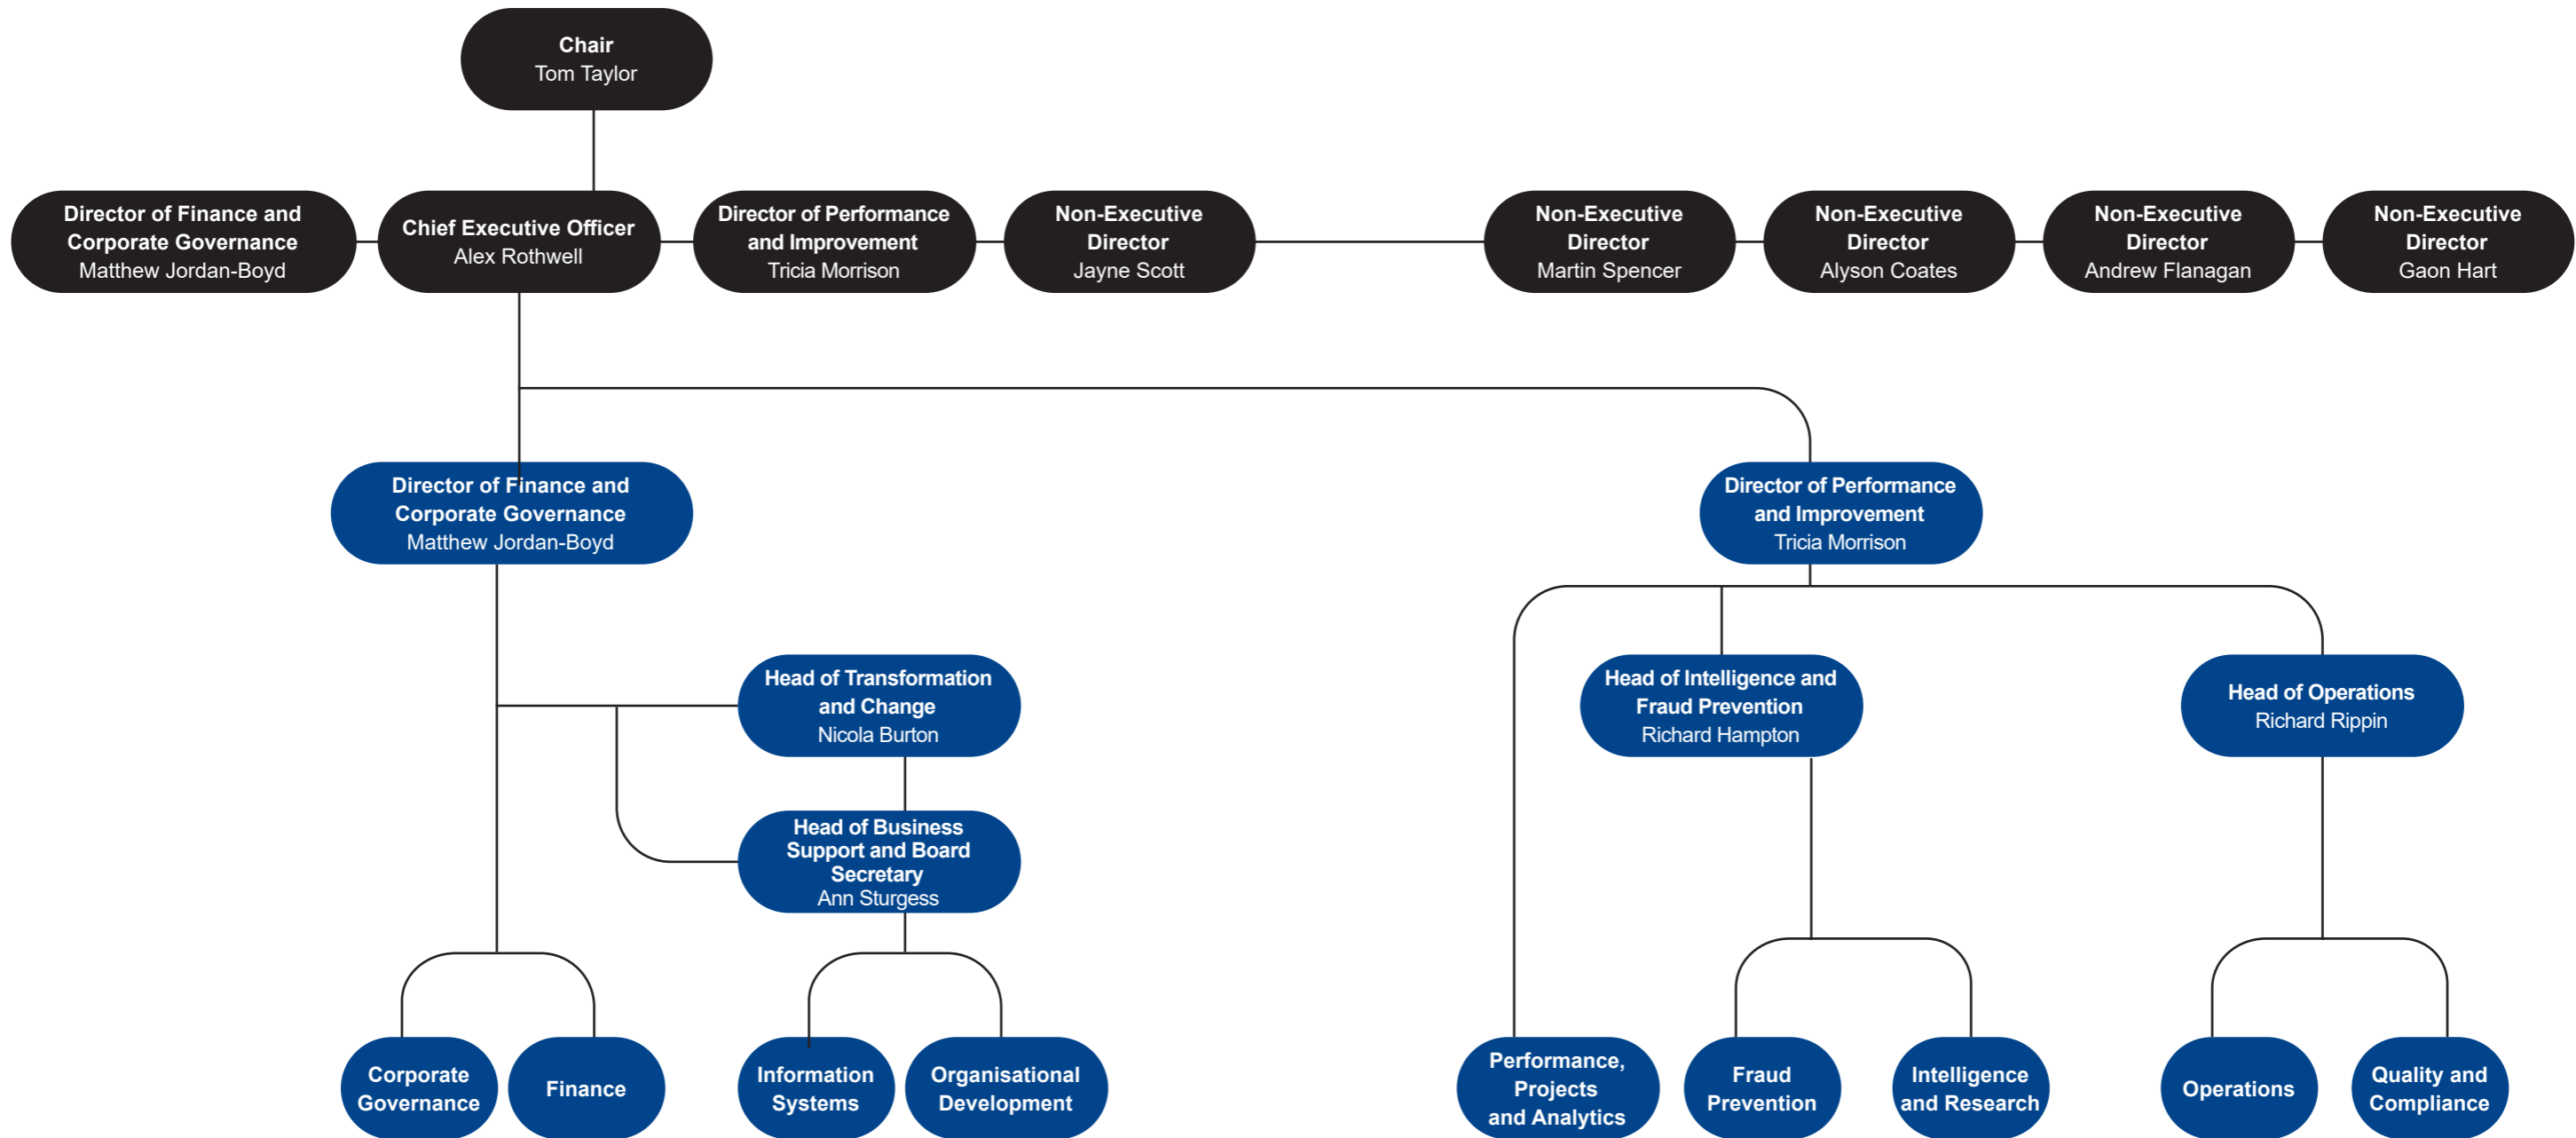 Chair
Tom Taylor
Director of Finance and
Corporate Governance
Matthew Jordan-Boyd
Chief Executive Officer
Alex Rothwell
Director of Performance
and Improvement
Tricia Morrison
Non-Executive
Director
Jayne Scott
Non-Executive
Director
Martin Spencer
Non-Executive
Director
Alyson Coates
Non-Executive
Director
Andrew Flanagan
Non-Executive
Director
Gaon Hart
Director of Finance and
Corporate Governance
Matthew Jordan-Boyd
Director of Performance
and Improvement
Tricia Morrison
Head of Transformation
and Change
Nicola Burton
Head of Intelligence and
Fraud Prevention
Richard Hampton
Head of Operations
Richard Rippin
Head of Business
Support and Board
Secretary
Ann Sturgess
Corporate
Governance
Finance
Information
Systems
Organisational
Development
Performance,
Projects
and Analytics
Fraud
Prevention
Intelligence
and Research
Operations
Quality and
Compliance